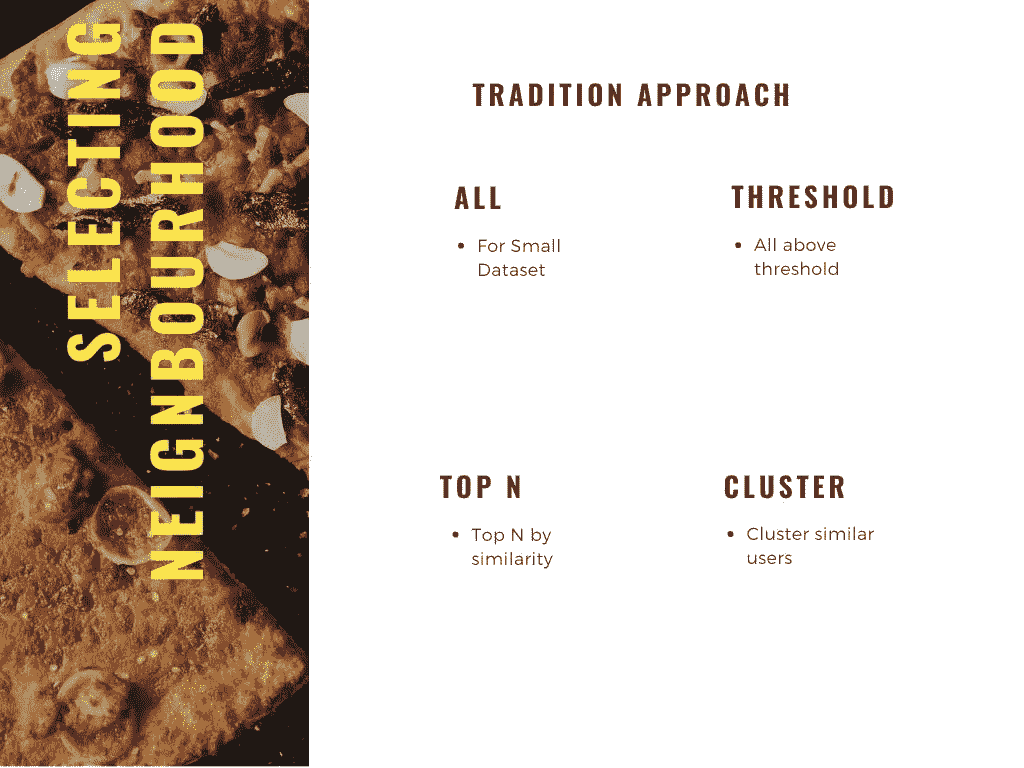 SELECTING
NEIGNBOURHOOD
TRADITION APPROACH
ALL
• For Small
Dataset
THRESHOLD
• All above
threshold
TOP N
• Top N by
similarity
CLUSTER
• Cluster similar
users